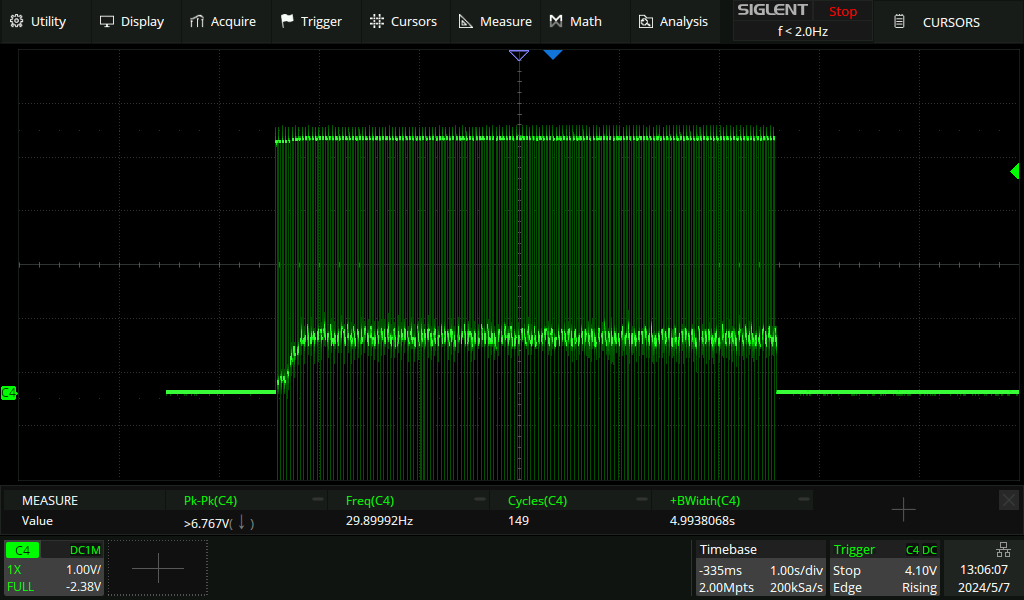 Utility Display Acquire Trigger Cursors Measure Math Analysis SIGLENT Stop CURSORS
f < 2.0Hz
C4
MEASURE Pk-Pk(C4) Freq(C4) Cycles(C4) +BWidth(C4)
Value >6.767V(↓) 29.89992Hz 149 4.9938068s
C4 DC1M Timebase Trigger C4 DC
1X 1.00V/ -335ms 1.00s/div Stop 4.10V 13:06:07
FULL -2.38V 2.00Mpts 200kSa/s Edge Rising 2024/5/7